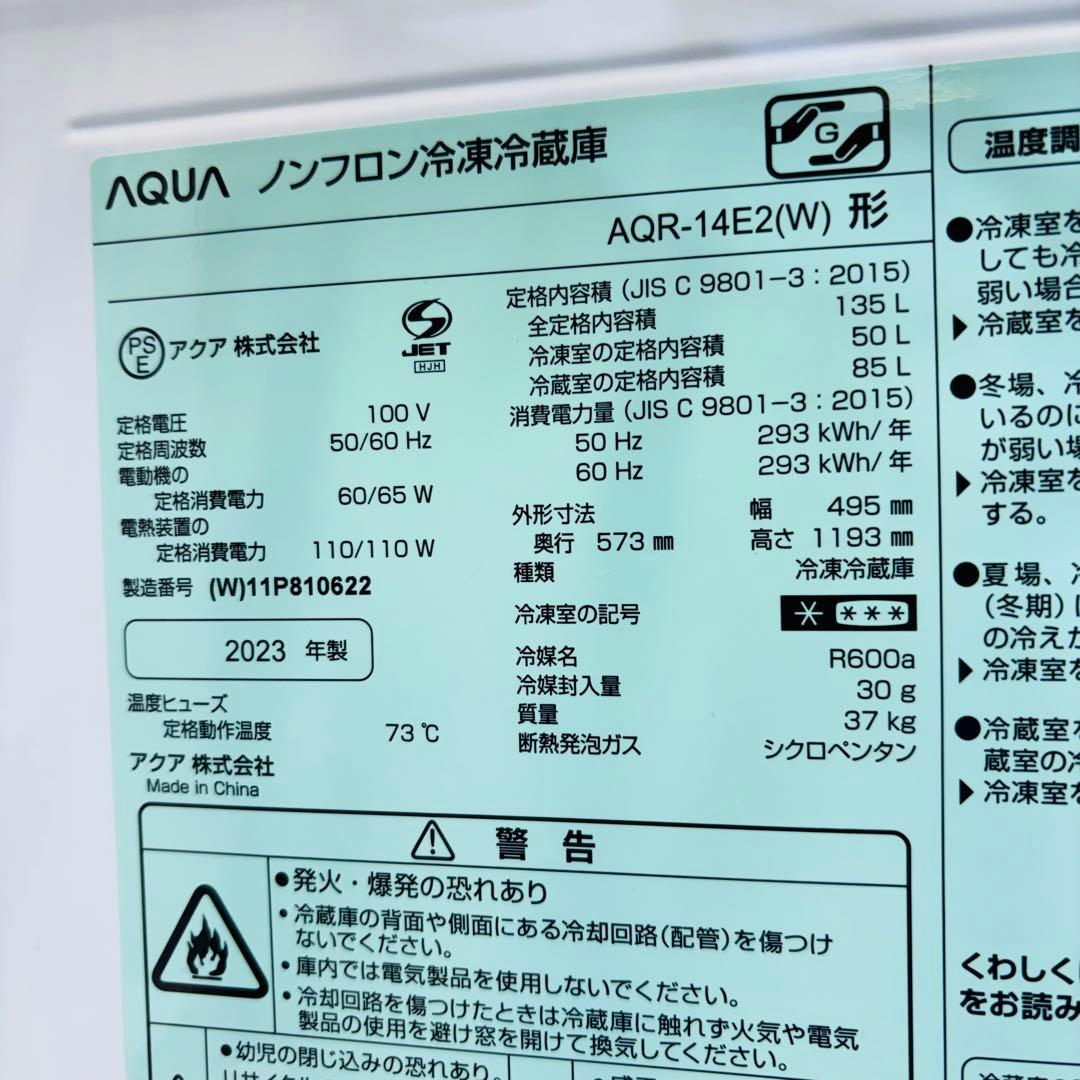 AQUA ノンフロン冷凍冷蔵庫
G
AQR-14E2(W) 形
PS
E
アクア 株式会社
JET
HJH
定格電圧 100 V
定格周波数 50/60 Hz
電動機の
定格消費電力 60/65 W
電熱装置の
定格消費電力 110/110 W
製造番号 (W)11P810622
2023 年製
温度ヒューズ
定格動作温度 73 ℃
アクア 株式会社
Made in China
定格内容積 (JIS C 9801-3 : 2015)
全定格内容積 135 L
冷凍室の定格内容積 50 L
冷蔵室の定格内容積 85 L
消費電力量 (JIS C 9801-3 : 2015)
50 Hz 293 kWh/年
60 Hz 293 kWh/年
外形寸法 幅 495 ㎜
奥行 573 ㎜ 高さ 1193 ㎜
種類 冷凍冷蔵庫
冷凍室の記号 * ***
冷媒名 R600a
冷媒封入量 30 g
質量 37 kg
断熱発泡ガス シクロペンタン
⚠ 警告
●発火・爆発の恐れあり
・冷蔵庫の背面や側面にある冷却回路(配管)を傷つけ
ないでください。
・庫内では電気製品を使用しないでください。
・冷却回路を傷つけたときは冷蔵庫に触れず火気や電気
製品の使用を避け窓を開けて換気してください。
●幼児の閉じ込みの恐れあり。
温度調
●冷凍室を
しても冷
弱い場合
▶冷蔵室を
●冬場、冷
いるのに
が弱い場
▶冷凍室を
する。
●夏場、冷
(冬期)に
の冷えが
▶冷凍室を
●冷蔵室を
蔵室の冷
▶冷凍室を
くわしくは
をお読み